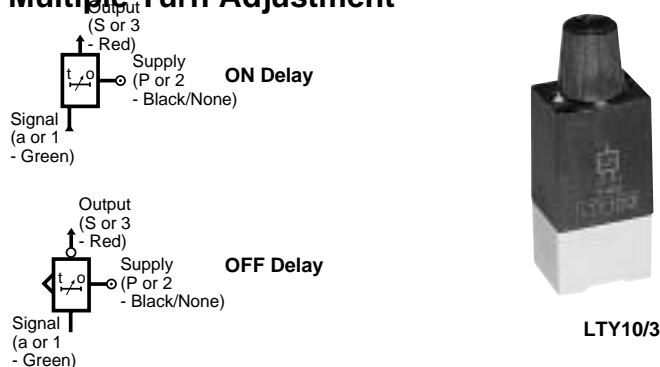 Multiple Turn Adjustment
Output
(S or 3
- Red)
Supply
(P or 2
- Black/None)
ON Delay
t o
Signal
(a or 1
- Green)
Output
(S or 3
- Red)
Supply
(P or 2
- Black/None)
OFF Delay
t o
Signal
(a or 1
- Green)
LTY10/3